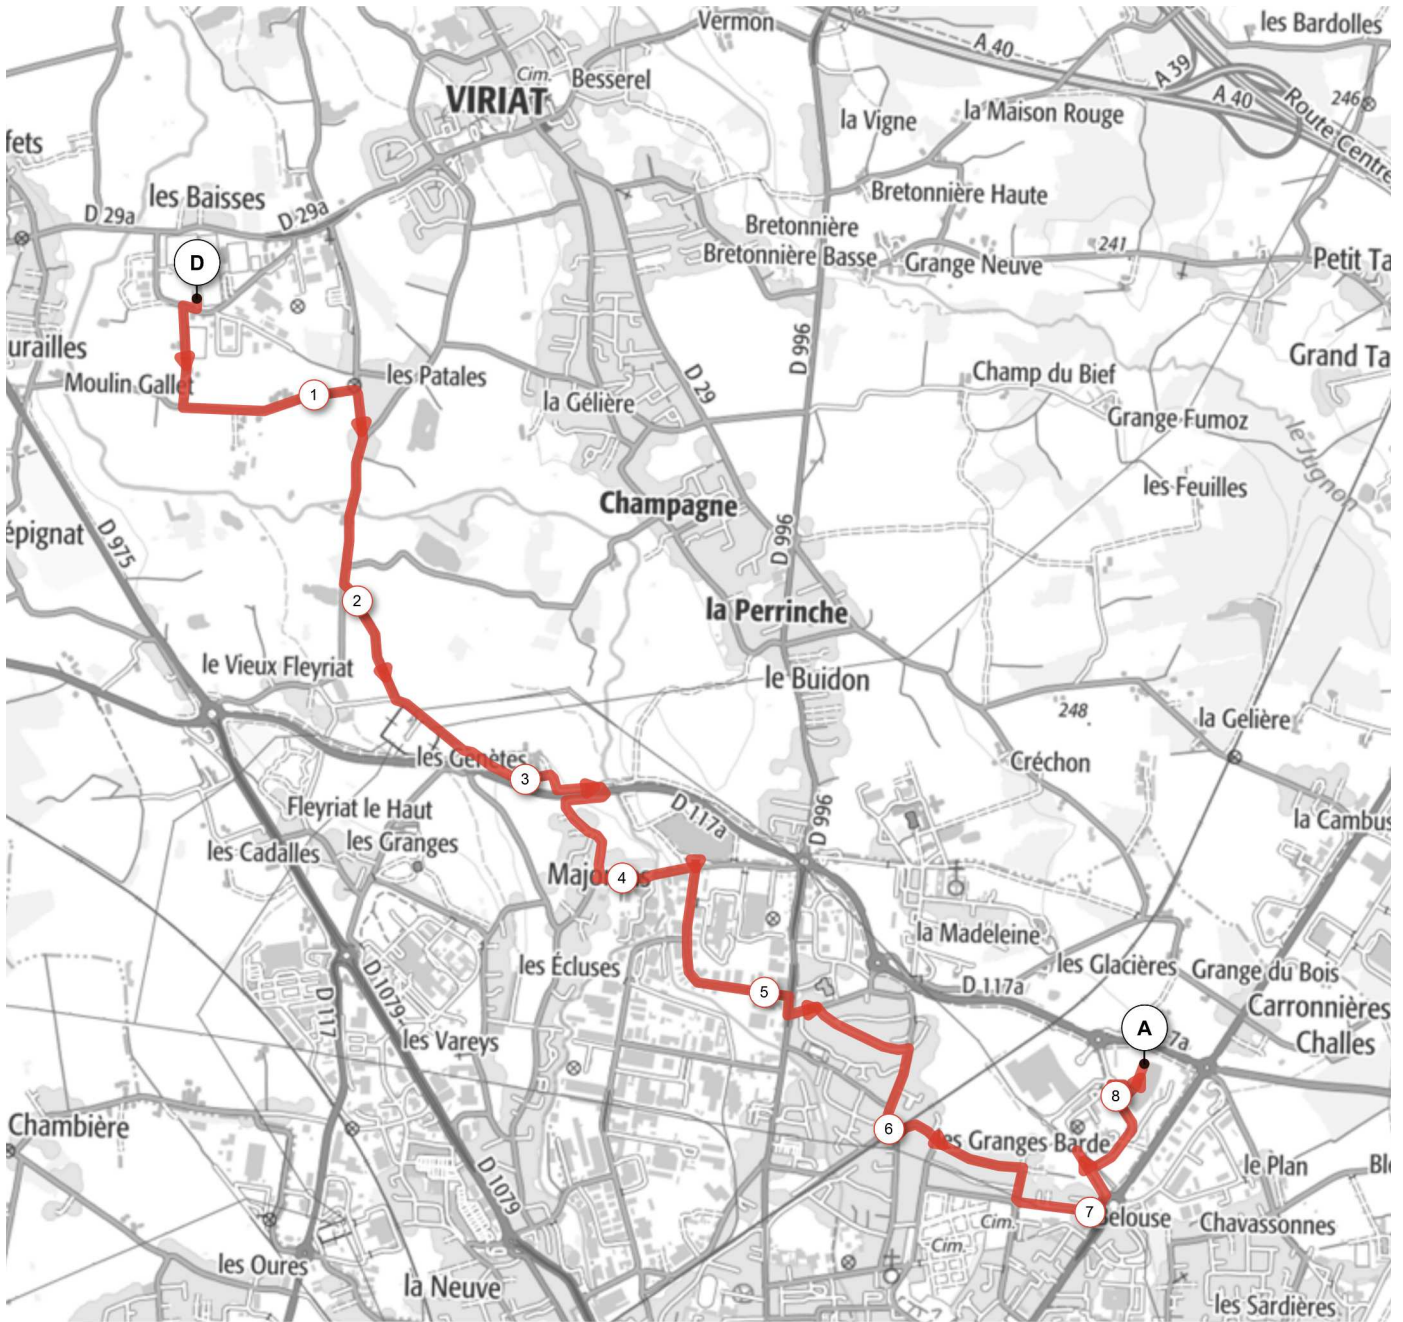 Vermon
les Bardolles
A 40
A 39
Cim.
Besserel
VIRIAT
A 40
246
Route Centre
la Vigne
la Maison Rouge
fets
les Baisses
Bretonnière Haute
D 29a
D 29a
Bretonnière
241
Bretonnière Basse
Grange Neuve
Petit Ta
D
urailles
D 996
Grand Ta
Moulin Gallet
les Patales
D 29
Champ du Bief
1
la Gélière
Grange Fumoz
le Jugnon
les Feuilles
Champagne
épignat
D 975
D 996
2
la Perrinche
le Vieux Fleyriat
le Buidon
248
la Gelière
les Genètes
3
Créchon
Fleyriat le Haut
D 117a
D 996
la Cambus
les Granges
les Cadalles
4
la Madeleine
les Écluses
les Glacières
Grange du Bois
D 1079
D 117
5
D 117a
Carronnières
A
les Vareys
7a
Challes
8
Chambière
6
es Granges Barde
D 1079
le Plan
Bl
7
Belouse
Cim.
Chavassonnes
Cim.
les Oures
la Neuve
les Sardières